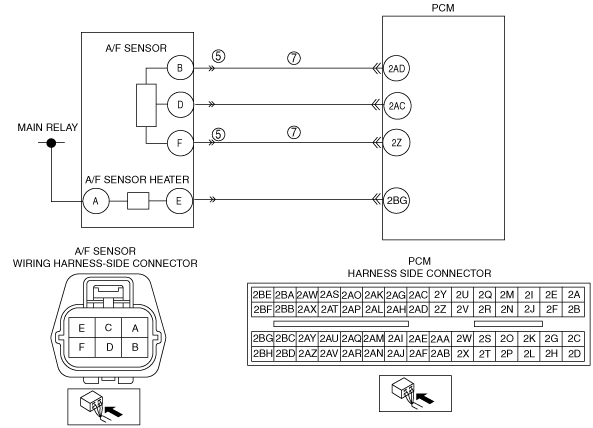 PCM
A/F SENSOR
B
5
7
2AD
D
2AC
MAIN RELAY
F
5
7
2Z
A/F SENSOR HEATER
A
E
2BG
A/F SENSOR
WIRING HARNESS-SIDE CONNECTOR
E C A
F D B
PCM
HARNESS SIDE CONNECTOR
2BE 2BA 2AW 2AS 2AO 2AK 2AG 2AC 2Y 2U 2Q 2M 2I 2E 2A
2BF 2BB 2AX 2AT 2AP 2AL 2AH 2AD 2Z 2V 2R 2N 2J 2F 2B
2BG 2BC 2AY 2AU 2AQ 2AM 2AI 2AE 2AA 2W 2S 2O 2K 2G 2C
2BH 2BD 2AZ 2AV 2AR 2AN 2AJ 2AF 2AB 2X 2T 2P 2L 2H 2D